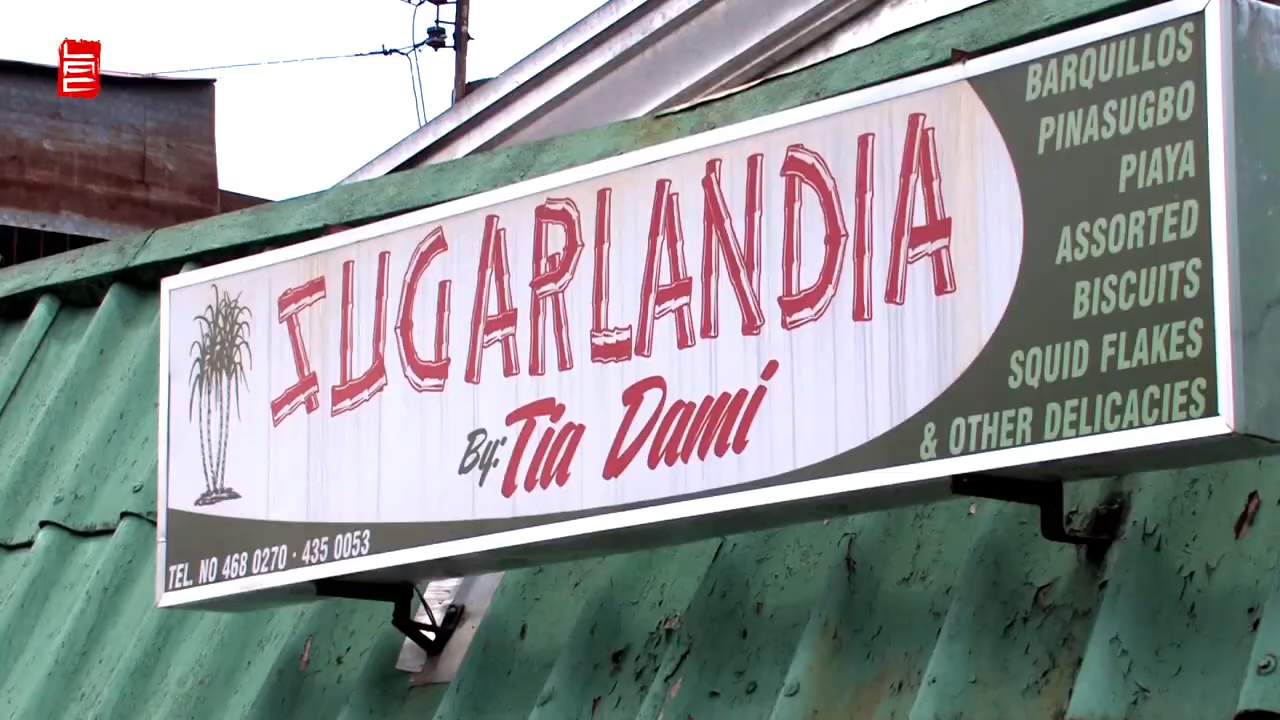 SUGARLANDIA
By: Tia Dami
BARQUILLOS
PINASUGBO
PIAYA
ASSORTED
BISCUITS
SQUID FLAKES
& OTHER DELICACIES
TEL. NO 468 0270 · 435 0053